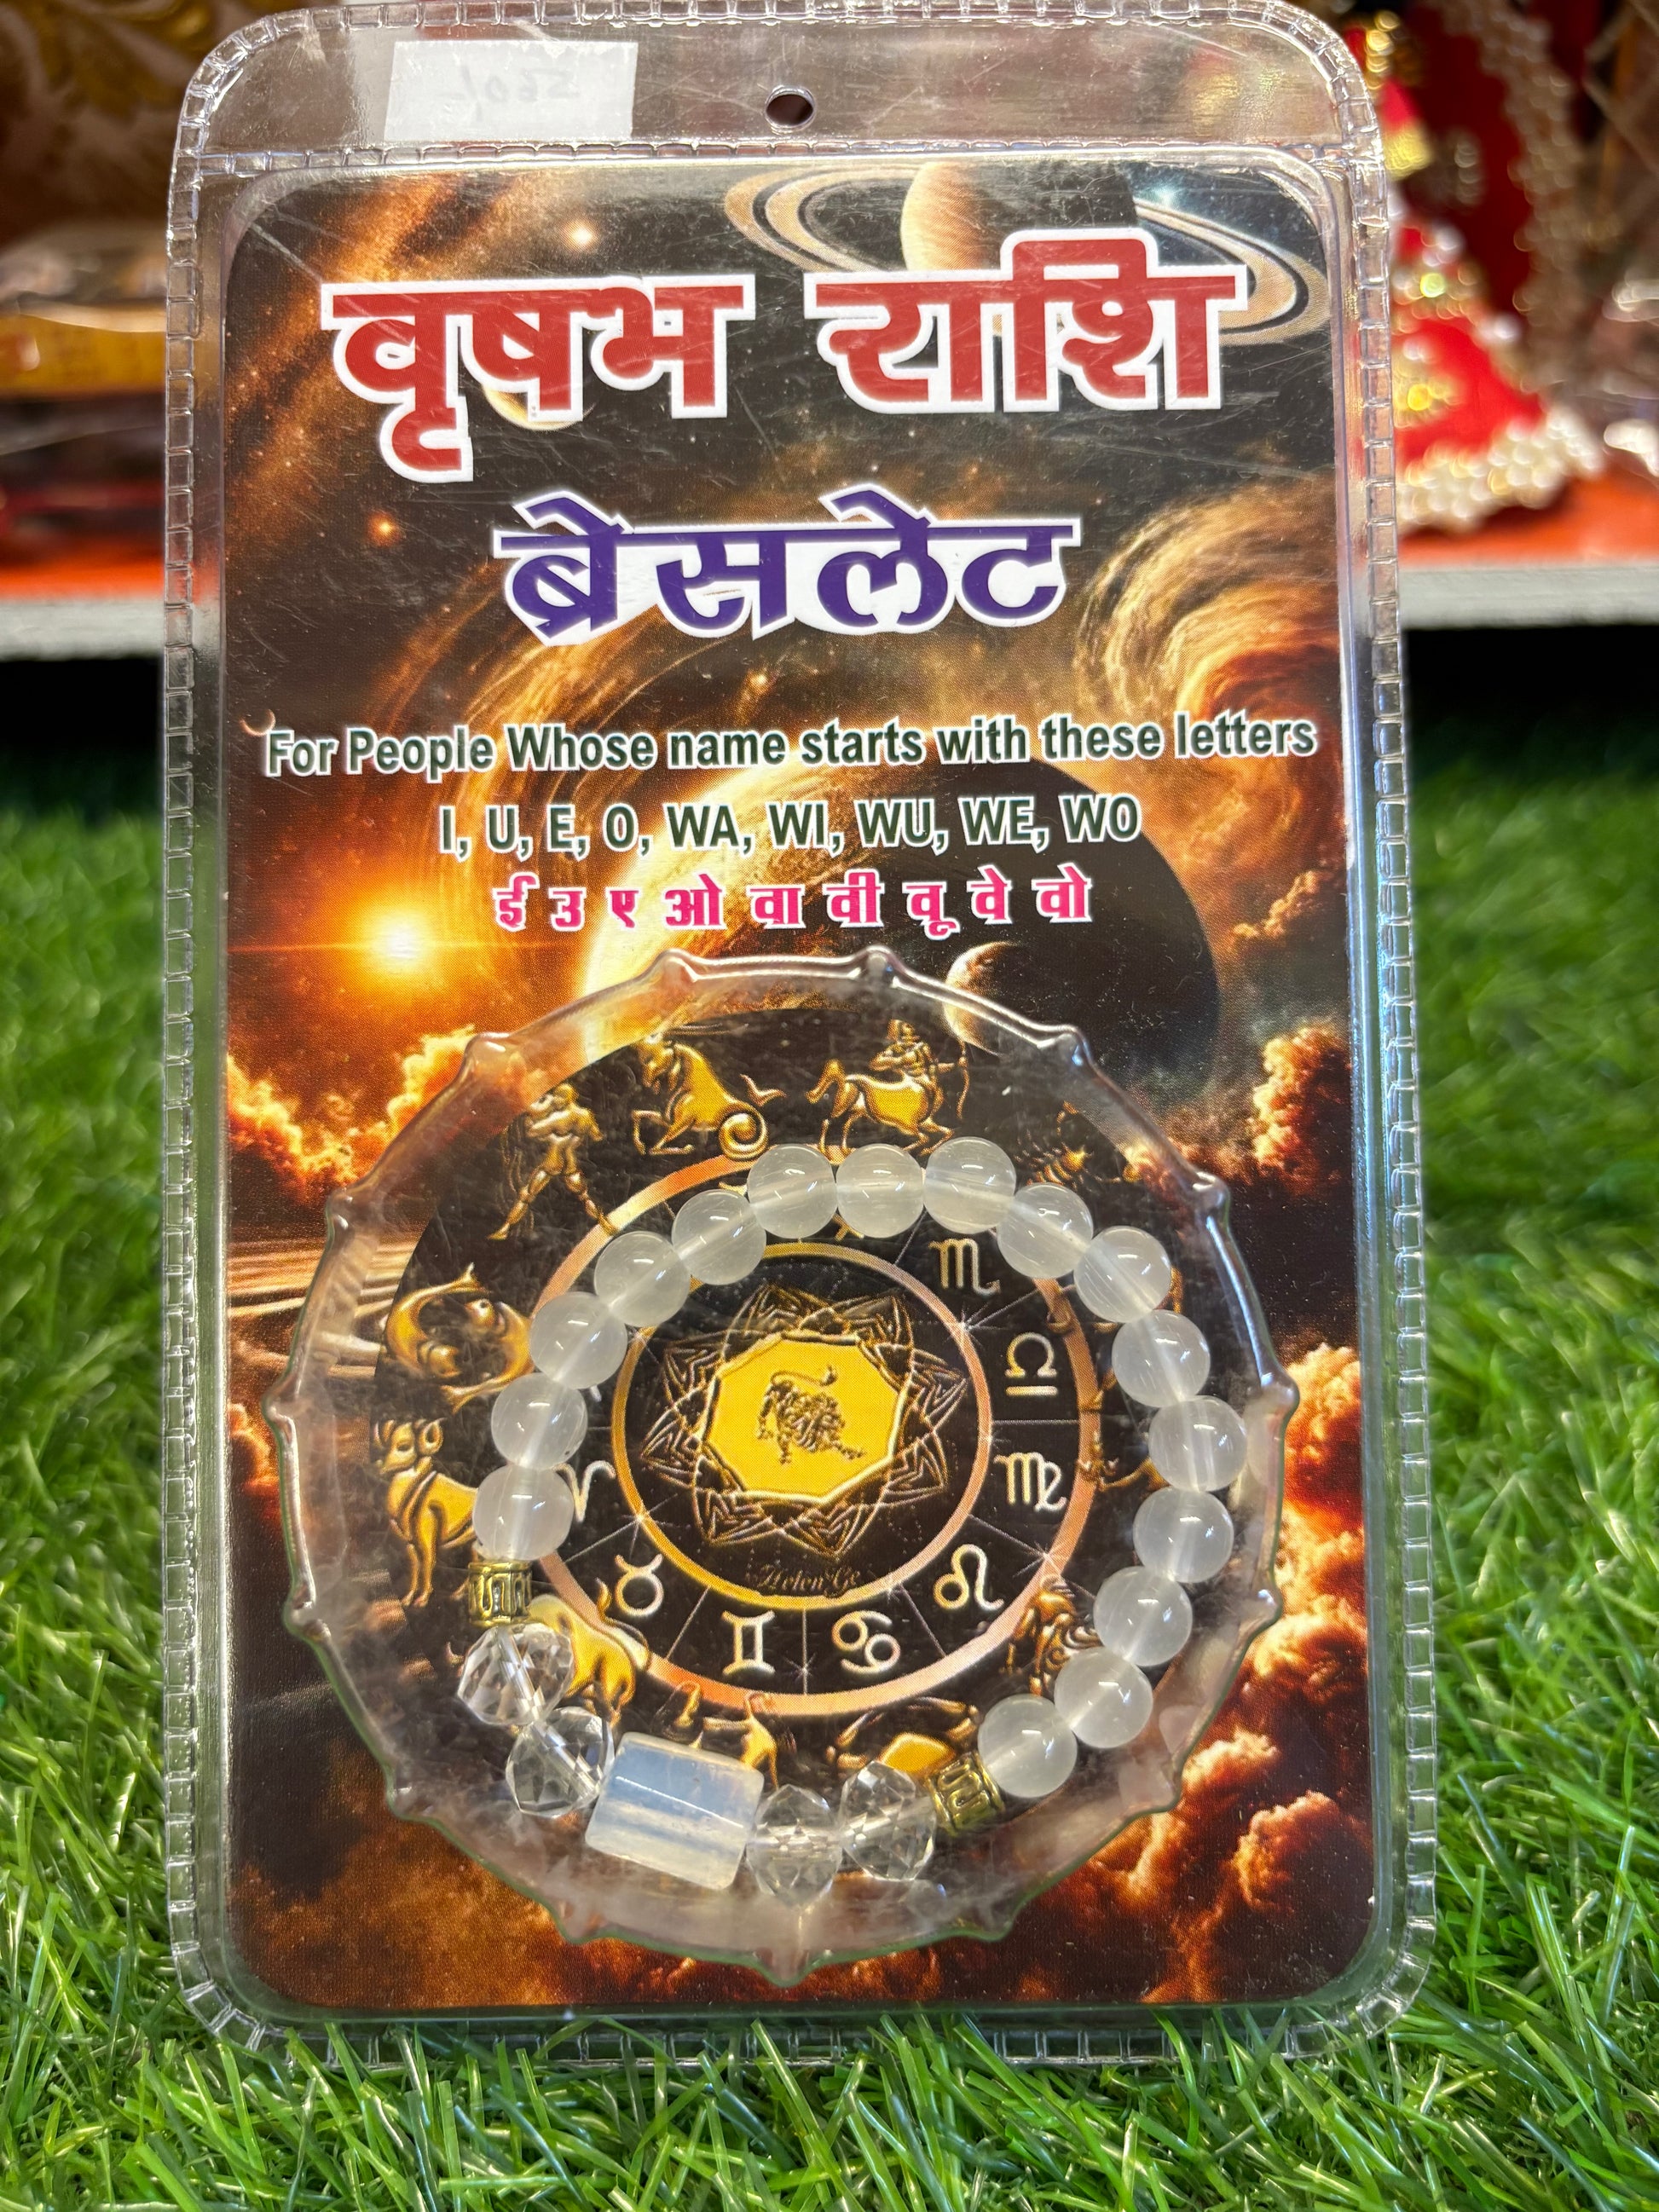 वृषभ राशि
ब्रेसलेट
For People Whose name starts with these letters
I, U, E, O, WA, WI, WU, WE, WO
ई उ ए ओ वा वी वू वे वो